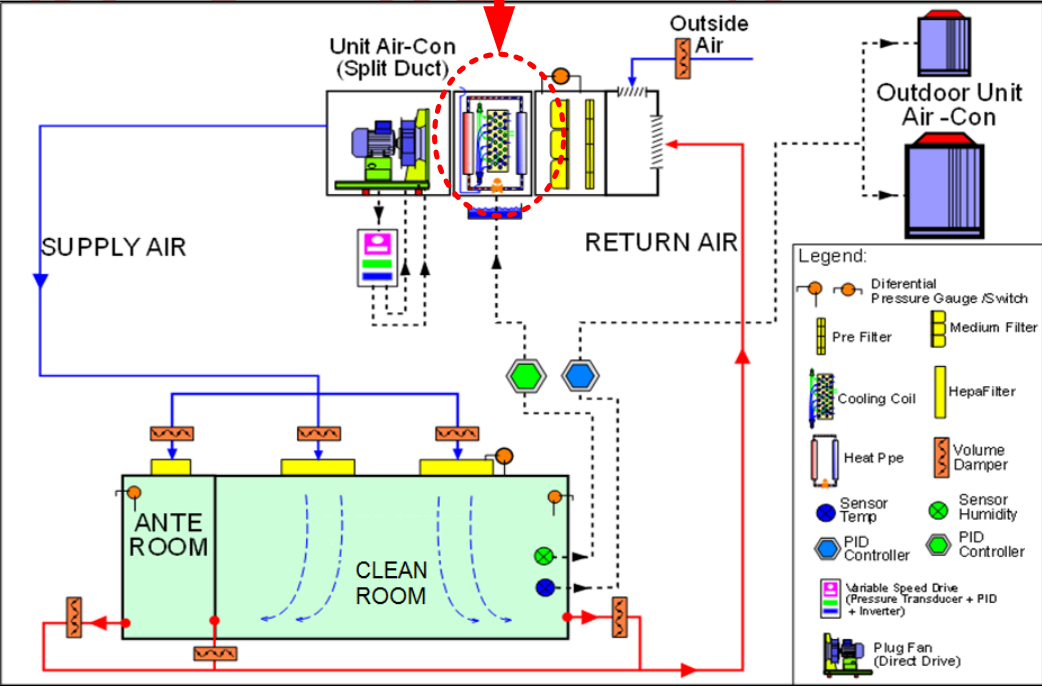 Unit Air-Con
(Split Duct)
Outside
Air
Outdoor Unit
Air -Con
SUPPLY AIR
RETURN AIR
ANTE
ROOM
CLEAN
ROOM
Legend:
Diferential
Pressure Gauge /Switch
Pre Filter
Medium Filter
Cooling Coil
HepaFilter
Heat Ppe
Volume
Damper
Sensor
Temp
Sensor
Humidity
PID
Controller
PID
Controller
Variable Speed Drive
(Pressure Transducer + PID
+ Inverter)
Plug Fan
(Direct Drive)